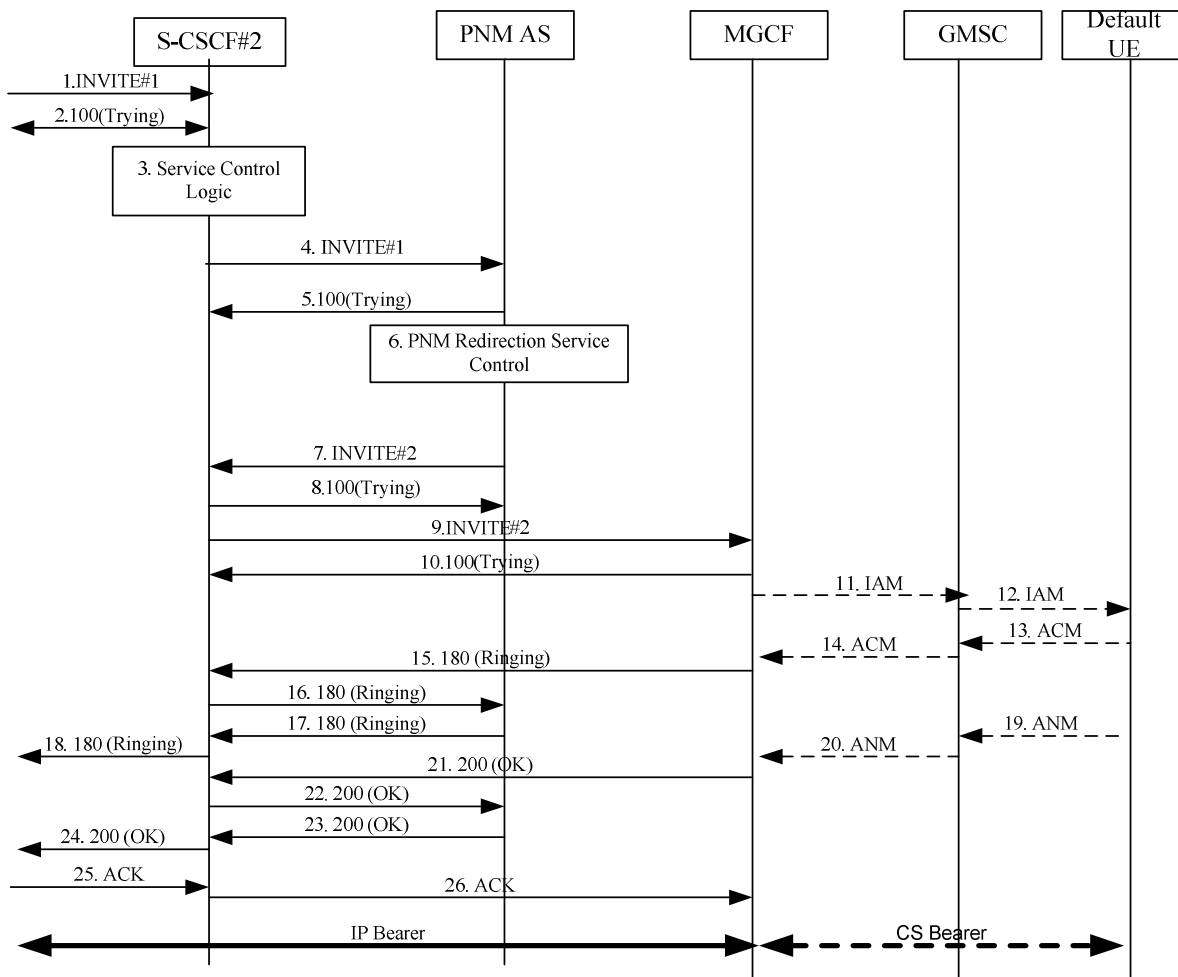 S-CSCF#2
PNM AS
MGCF
GMSC
Default
UE
1.INVITE#1
2.100(Trying)
3. Service Control
Logic
4. INVITE#1
5.100(Trying)
6. PNM Redirection Service
Control
7. INVITE#2
8.100(Trying)
9.INVITE#2
10.100(Trying)
11. IAM
12. IAM
13. ACM
14. ACM
15. 180 (Ringing)
16. 180 (Ringing)
17. 180 (Ringing)
18. 180 (Ringing)
19. ANM
20. ANM
21. 200 (OK)
22. 200 (OK)
23. 200 (OK)
24. 200 (OK)
25. ACK
26. ACK
IP Bearer
CS Bearer